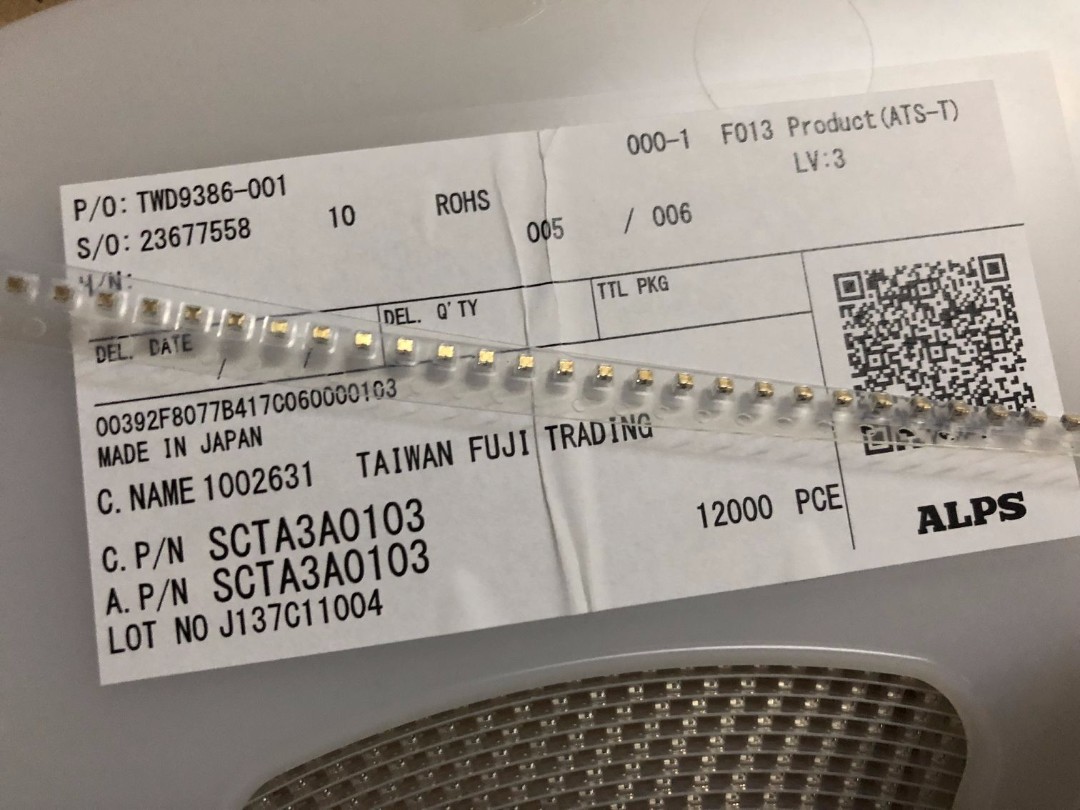 000-1 F013 Product(ATS-T)
LV:3
P/O: TWD9386-001
S/O: 23677558 10 ROHS 005 / 006
M/N:
DEL. DATE / / DEL. Q'TY TTL PKG
00392F8077B417C060000103
MADE IN JAPAN
C. NAME 1002631 TAIWAN FUJI TRADING
C. P/N SCTA3A0103 12000 PCE
A. P/N SCTA3A0103
LOT NO J137C11004
ALPS